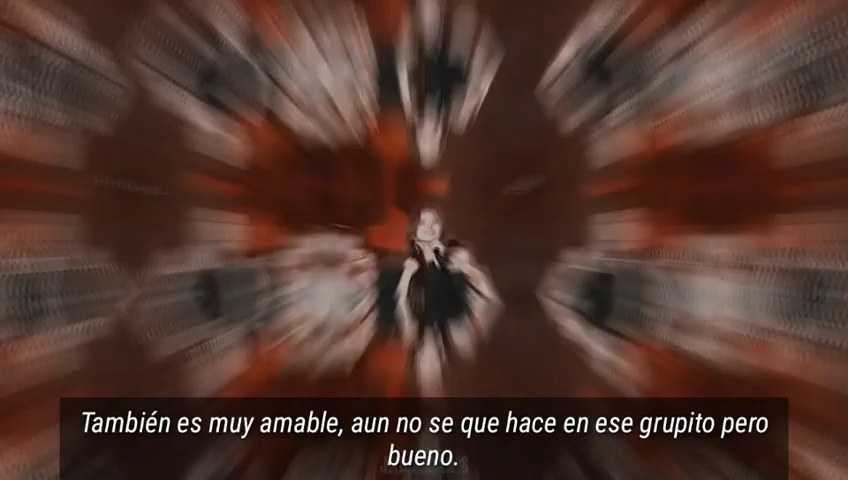 También es muy amable, aun no se que hace en ese grupito pero
bueno.